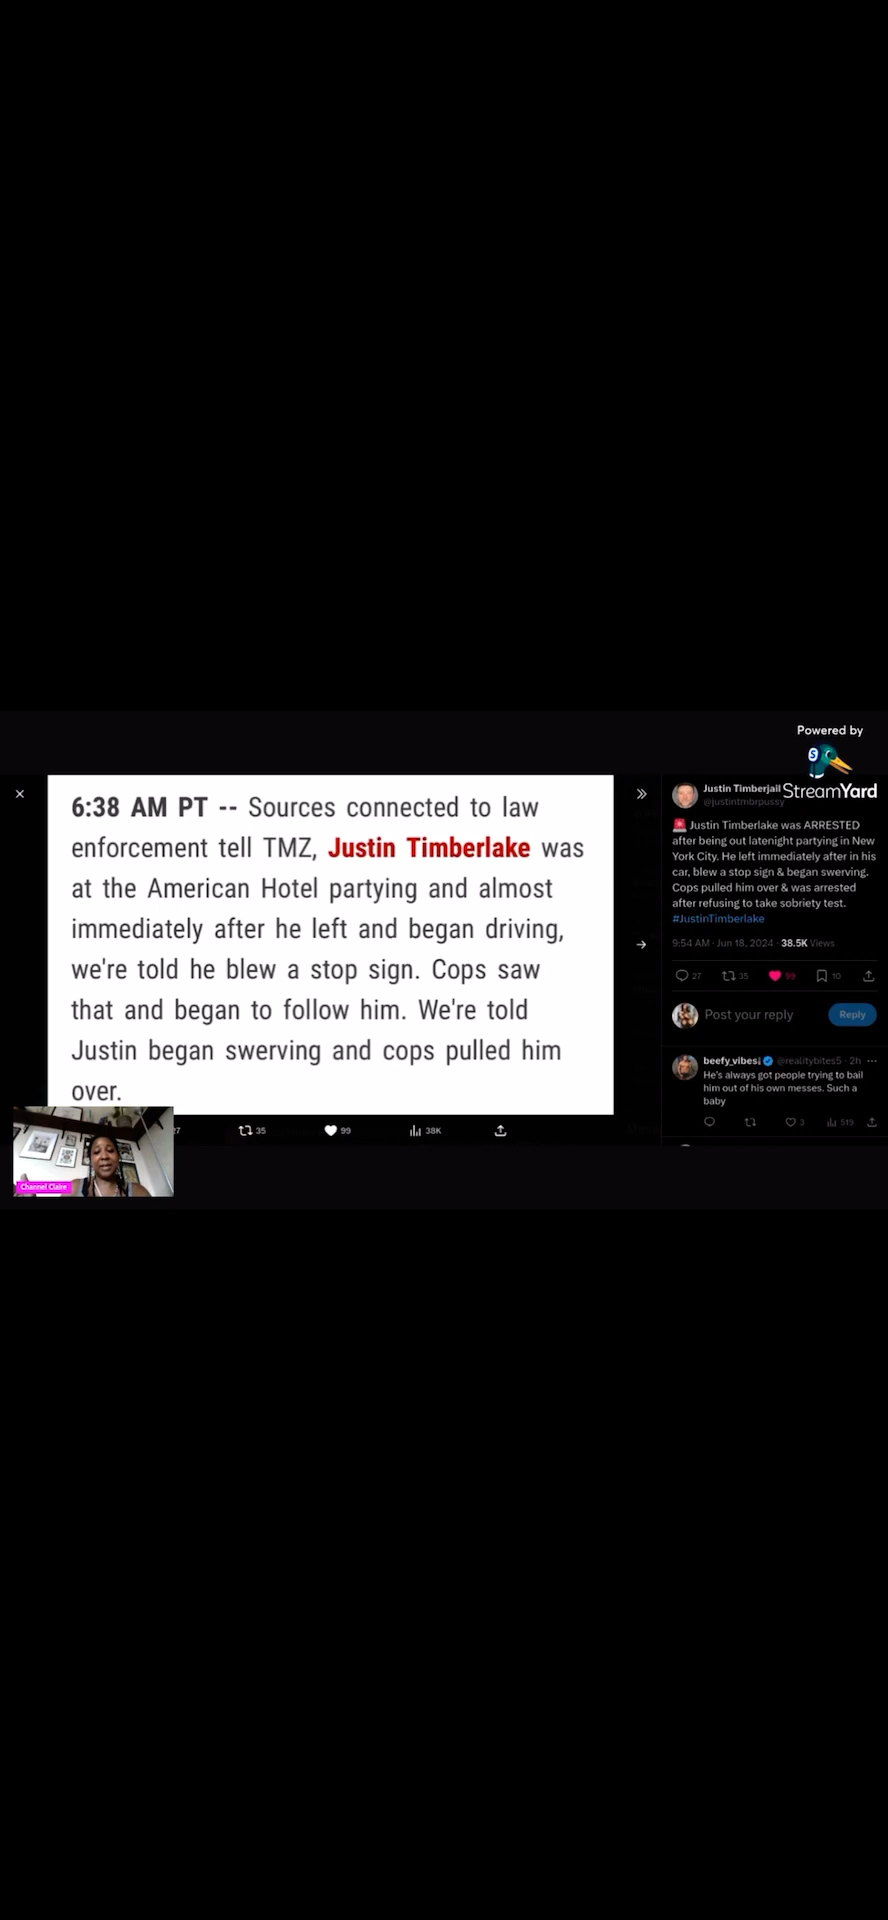 Powered by
StreamYard
6:38 AM PT -- Sources connected to law
enforcement tell TMZ, Justin Timberlake was
at the American Hotel partying and almost
immediately after he left and began driving,
we're told he blew a stop sign. Cops saw
that and began to follow him. We're told
Justin began swerving and cops pulled him
over.
27 35 99 38K
Channel Claire
Justin Timberjail
@justintmbrpussy
Justin Timberlake was ARRESTED
after being out latenight partying in New
York City. He left immediately after in his
car, blew a stop sign & began swerving.
Cops pulled him over & was arrested
after refusing to take sobriety test.
#JustinTimberlake
9:54 AM · Jun 18, 2024 · 38.5K Views
27 35 99 10
Post your reply
Reply
beefy_vibes @realitybites5 · 2h
He's always got people trying to bail
him out of his own messes. Such a
baby
3 519